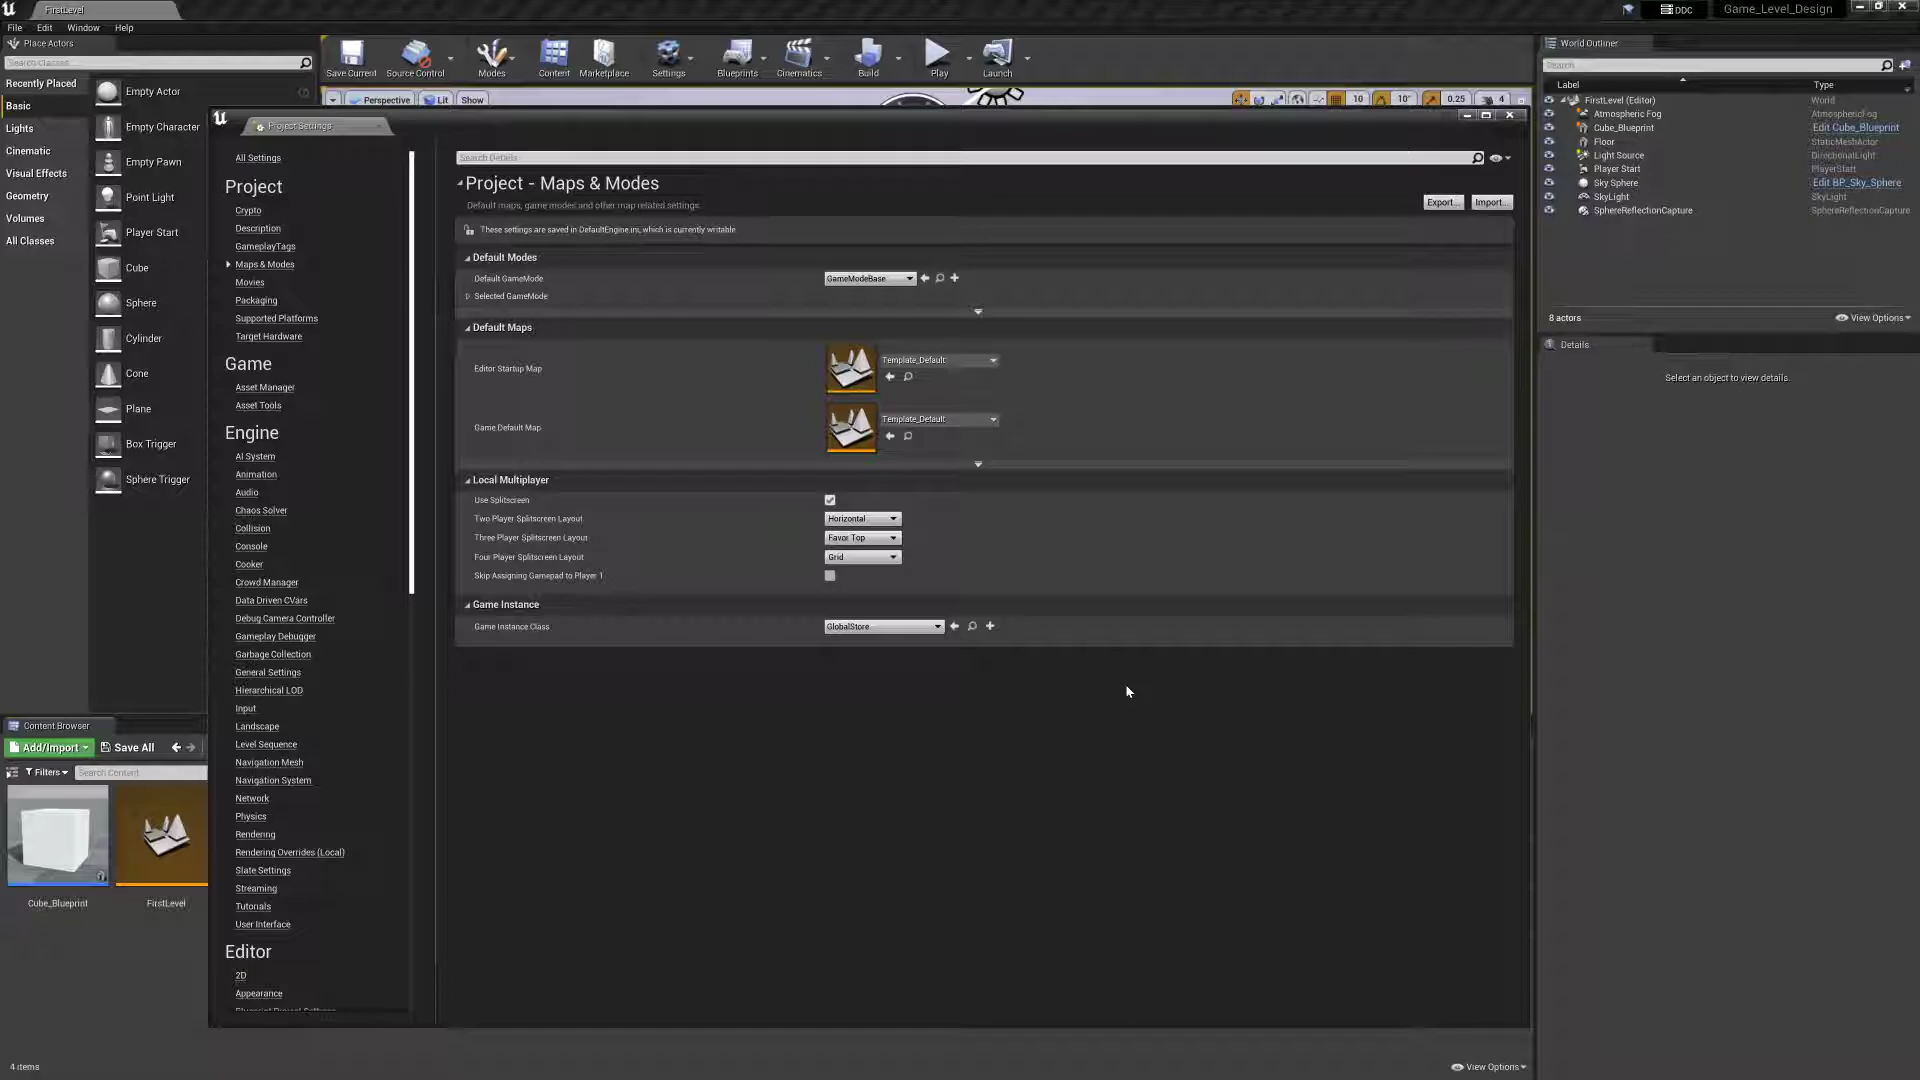 FirstLevel
DDC
Game_Level_Design
File Edit Window Help
Place Actors
Search Classes
Recently Placed
Basic
Lights
Cinematic
Visual Effects
Geometry
Volumes
All Classes
Empty Actor
Empty Character
Empty Pawn
Point Light
Player Start
Cube
Sphere
Cylinder
Cone
Plane
Box Trigger
Sphere Trigger
Save Current
Source Control
Modes
Content
Marketplace
Settings
Blueprints
Cinematics
Build
Play
Launch
Perspective
Lit
Show
10
10°
0.25
4
Project Settings
All Settings
Project
Crypto
Description
GameplayTags
Maps & Modes
Movies
Packaging
Supported Platforms
Target Hardware
Game
Asset Manager
Asset Tools
Engine
AI System
Animation
Audio
Chaos Solver
Collision
Console
Cooker
Crowd Manager
Data Driven CVars
Debug Camera Controller
Gameplay Debugger
Garbage Collection
General Settings
Hierarchical LOD
Input
Landscape
Level Sequence
Navigation Mesh
Navigation System
Network
Physics
Rendering
Rendering Overrides (Local)
Slate Settings
Streaming
Tutorials
User Interface
Editor
2D
Appearance
Search Details
Project - Maps & Modes
Default maps, game modes and other map related settings.
Export...
Import...
These settings are saved in DefaultEngine.ini, which is currently writable.
Default Modes
Default GameMode
GameModeBase
Selected GameMode
Default Maps
Editor Startup Map
Template_Default
Game Default Map
Template_Default
Local Multiplayer
Use Splitscreen
Two Player Splitscreen Layout
Horizontal
Three Player Splitscreen Layout
Favor Top
Four Player Splitscreen Layout
Grid
Skip Assigning Gamepad to Player 1
Game Instance
Game Instance Class
GlobalStore
World Outliner
Search
Label
Type
FirstLevel (Editor)
World
Atmospheric Fog
AtmosphericFog
Cube_Blueprint
Edit Cube_Blueprint
Floor
StaticMeshActor
Light Source
DirectionalLight
Player Start
PlayerStart
Sky Sphere
Edit BP_Sky_Sphere
SkyLight
SkyLight
SphereReflectionCapture
SphereReflectionCapture
8 actors
View Options
Details
Select an object to view details.
Content Browser
Add/Import
Save All
Filters
Search Content
Cube_Blueprint
FirstLevel
4 items
View Options